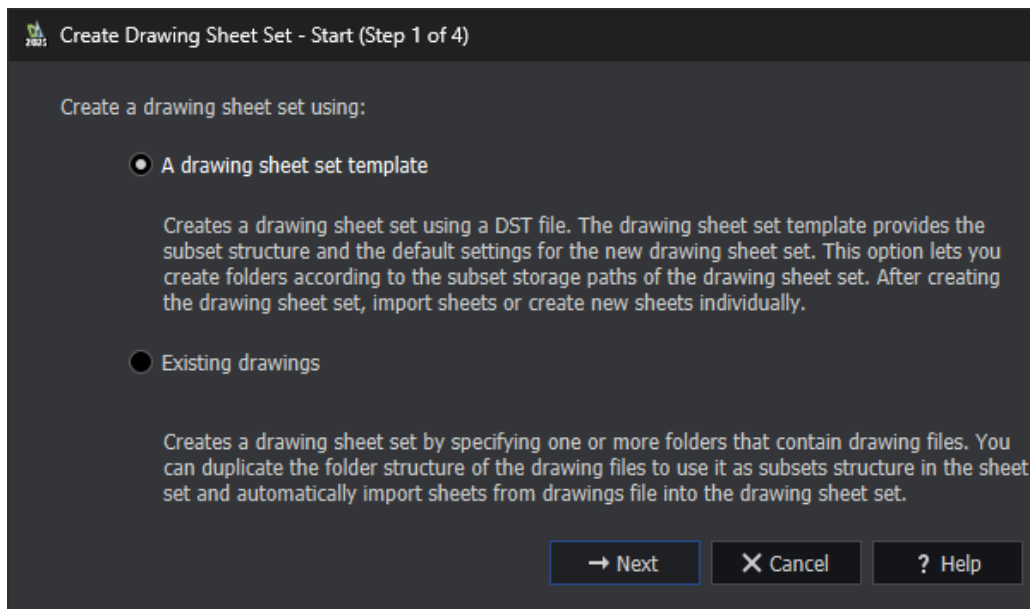 2025
Create Drawing Sheet Set - Start (Step 1 of 4)
Create a drawing sheet set using:
A drawing sheet set template
Creates a drawing sheet set using a DST file. The drawing sheet set template provides the
subset structure and the default settings for the new drawing sheet set. This option lets you
create folders according to the subset storage paths of the drawing sheet set. After creating
the drawing sheet set, import sheets or create new sheets individually.
Existing drawings
Creates a drawing sheet set by specifying one or more folders that contain drawing files. You
can duplicate the folder structure of the drawing files to use it as subsets structure in the sheet
set and automatically import sheets from drawings file into the drawing sheet set.
Next
Cancel
? Help